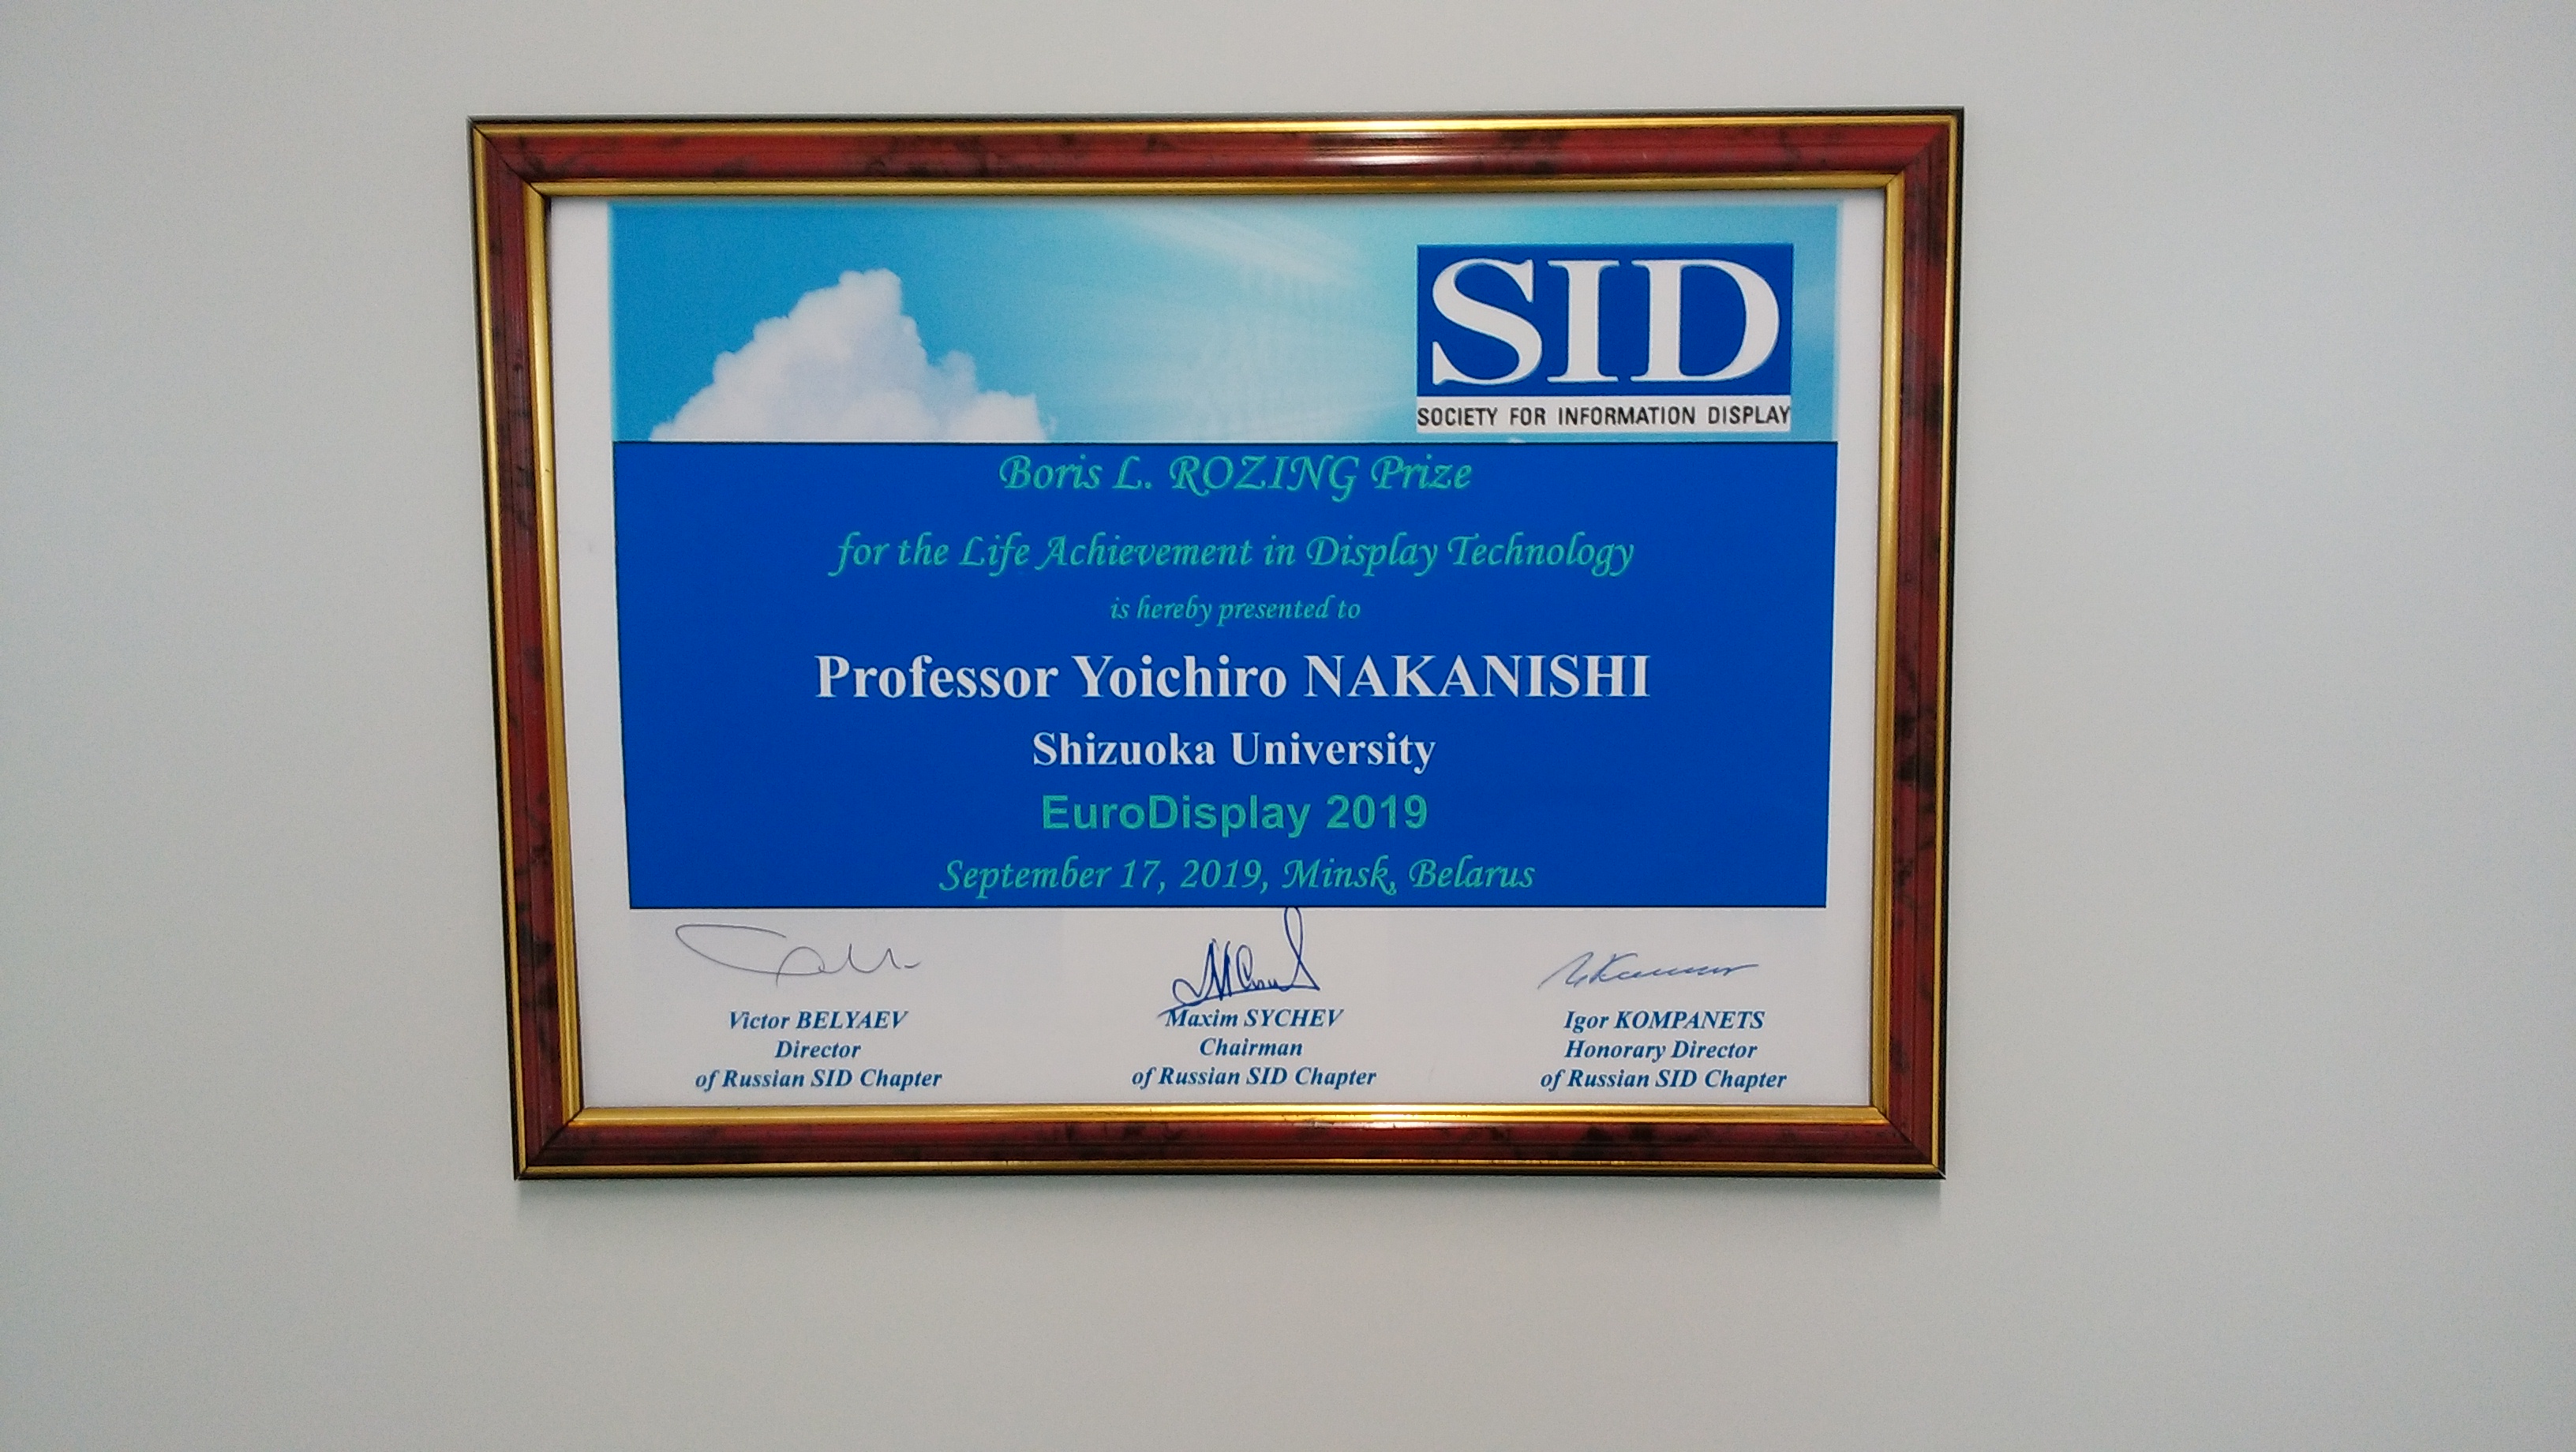 SID
SOCIETY FOR INFORMATION DISPLAY
Boris L. ROZING Prize
for the Life Achievement in Display Technology
is hereby presented to
Professor Yoichiro NAKANISHI
Shizuoka University
EuroDisplay 2019
September 17, 2019, Minsk, Belarus
Victor BELYAEV
Director
of Russian SID Chapter
Maxim SYCHEV
Chairman
of Russian SID Chapter
Igor KOMPANETS
Honorary Director
of Russian SID Chapter